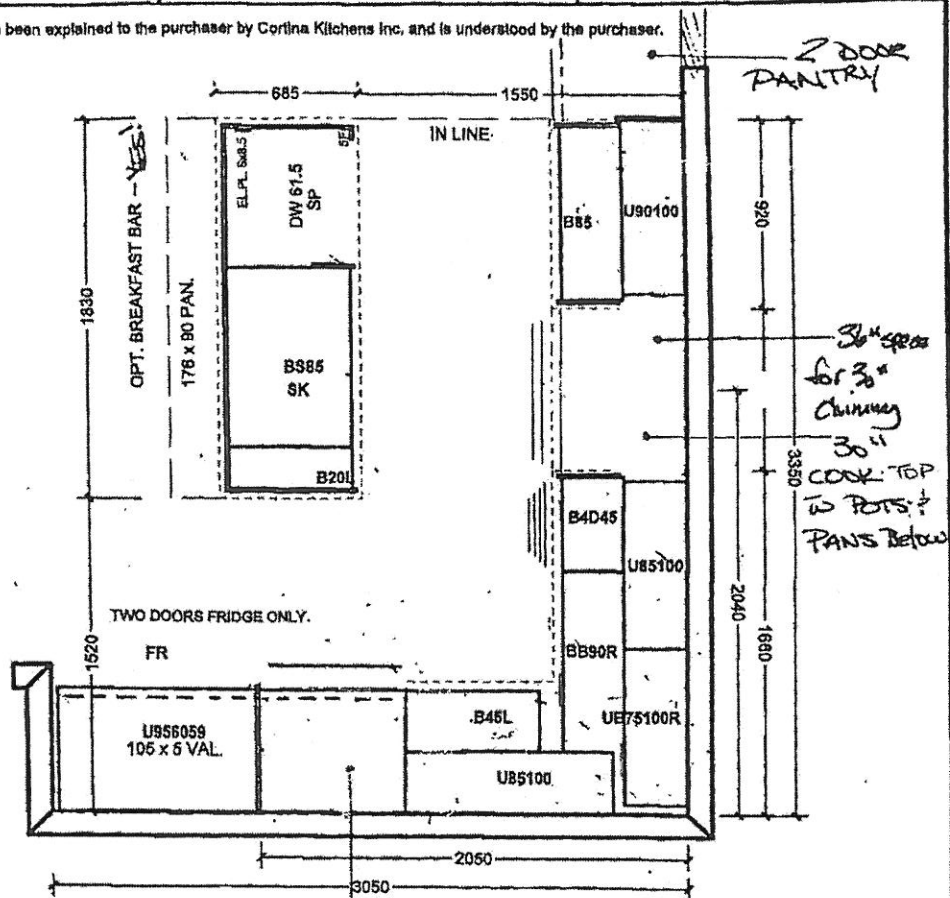 been explained to the purchaser by Cortina Kitchens Inc. and is understood by the purchaser.
2 DOOR
PANTRY
685
1550
IN LINE
OPT. BREAKFAST BAR - YES!
176 x 90 PAN.
1830
EL.PL. 5x8.5
DW 61.5
SP
BS85
SK
B20L
B85
U90100
920
36" space
for 30"
Chimney
30"
COOK-TOP
W POTS &
PANS Below
3350
B4D45
U85100
2040
1660
BB90R
UE75100R
TWO DOORS FRIDGE ONLY.
FR
1520
U956059
105 x 5 VAL.
B45L
U85100
2050
3050